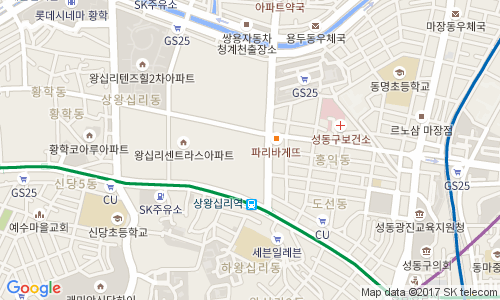 롯데시네마 황학
SK주유소
아파트약국
GS25
쌍용자동차
청계천출장소
용두동우체국
마장동우체국
왕십리텐즈힐2차아파트
GS25
동명초등학교
황학동
상왕십리동
황학동
성동구보건소
르노삼 마장점
황학코아루아파트
왕십리센트라스아파트
파리바게뜨
홍익동
신당5동
GS25
GS25
CU
SK주유소
상왕십리역
도선동
예수마을교회
신당초등학교
CU
성동광진교육지원청
세븐일레븐
하왕십리동
성동구의회
동마중
Google
Map data ©2017 SK telecom